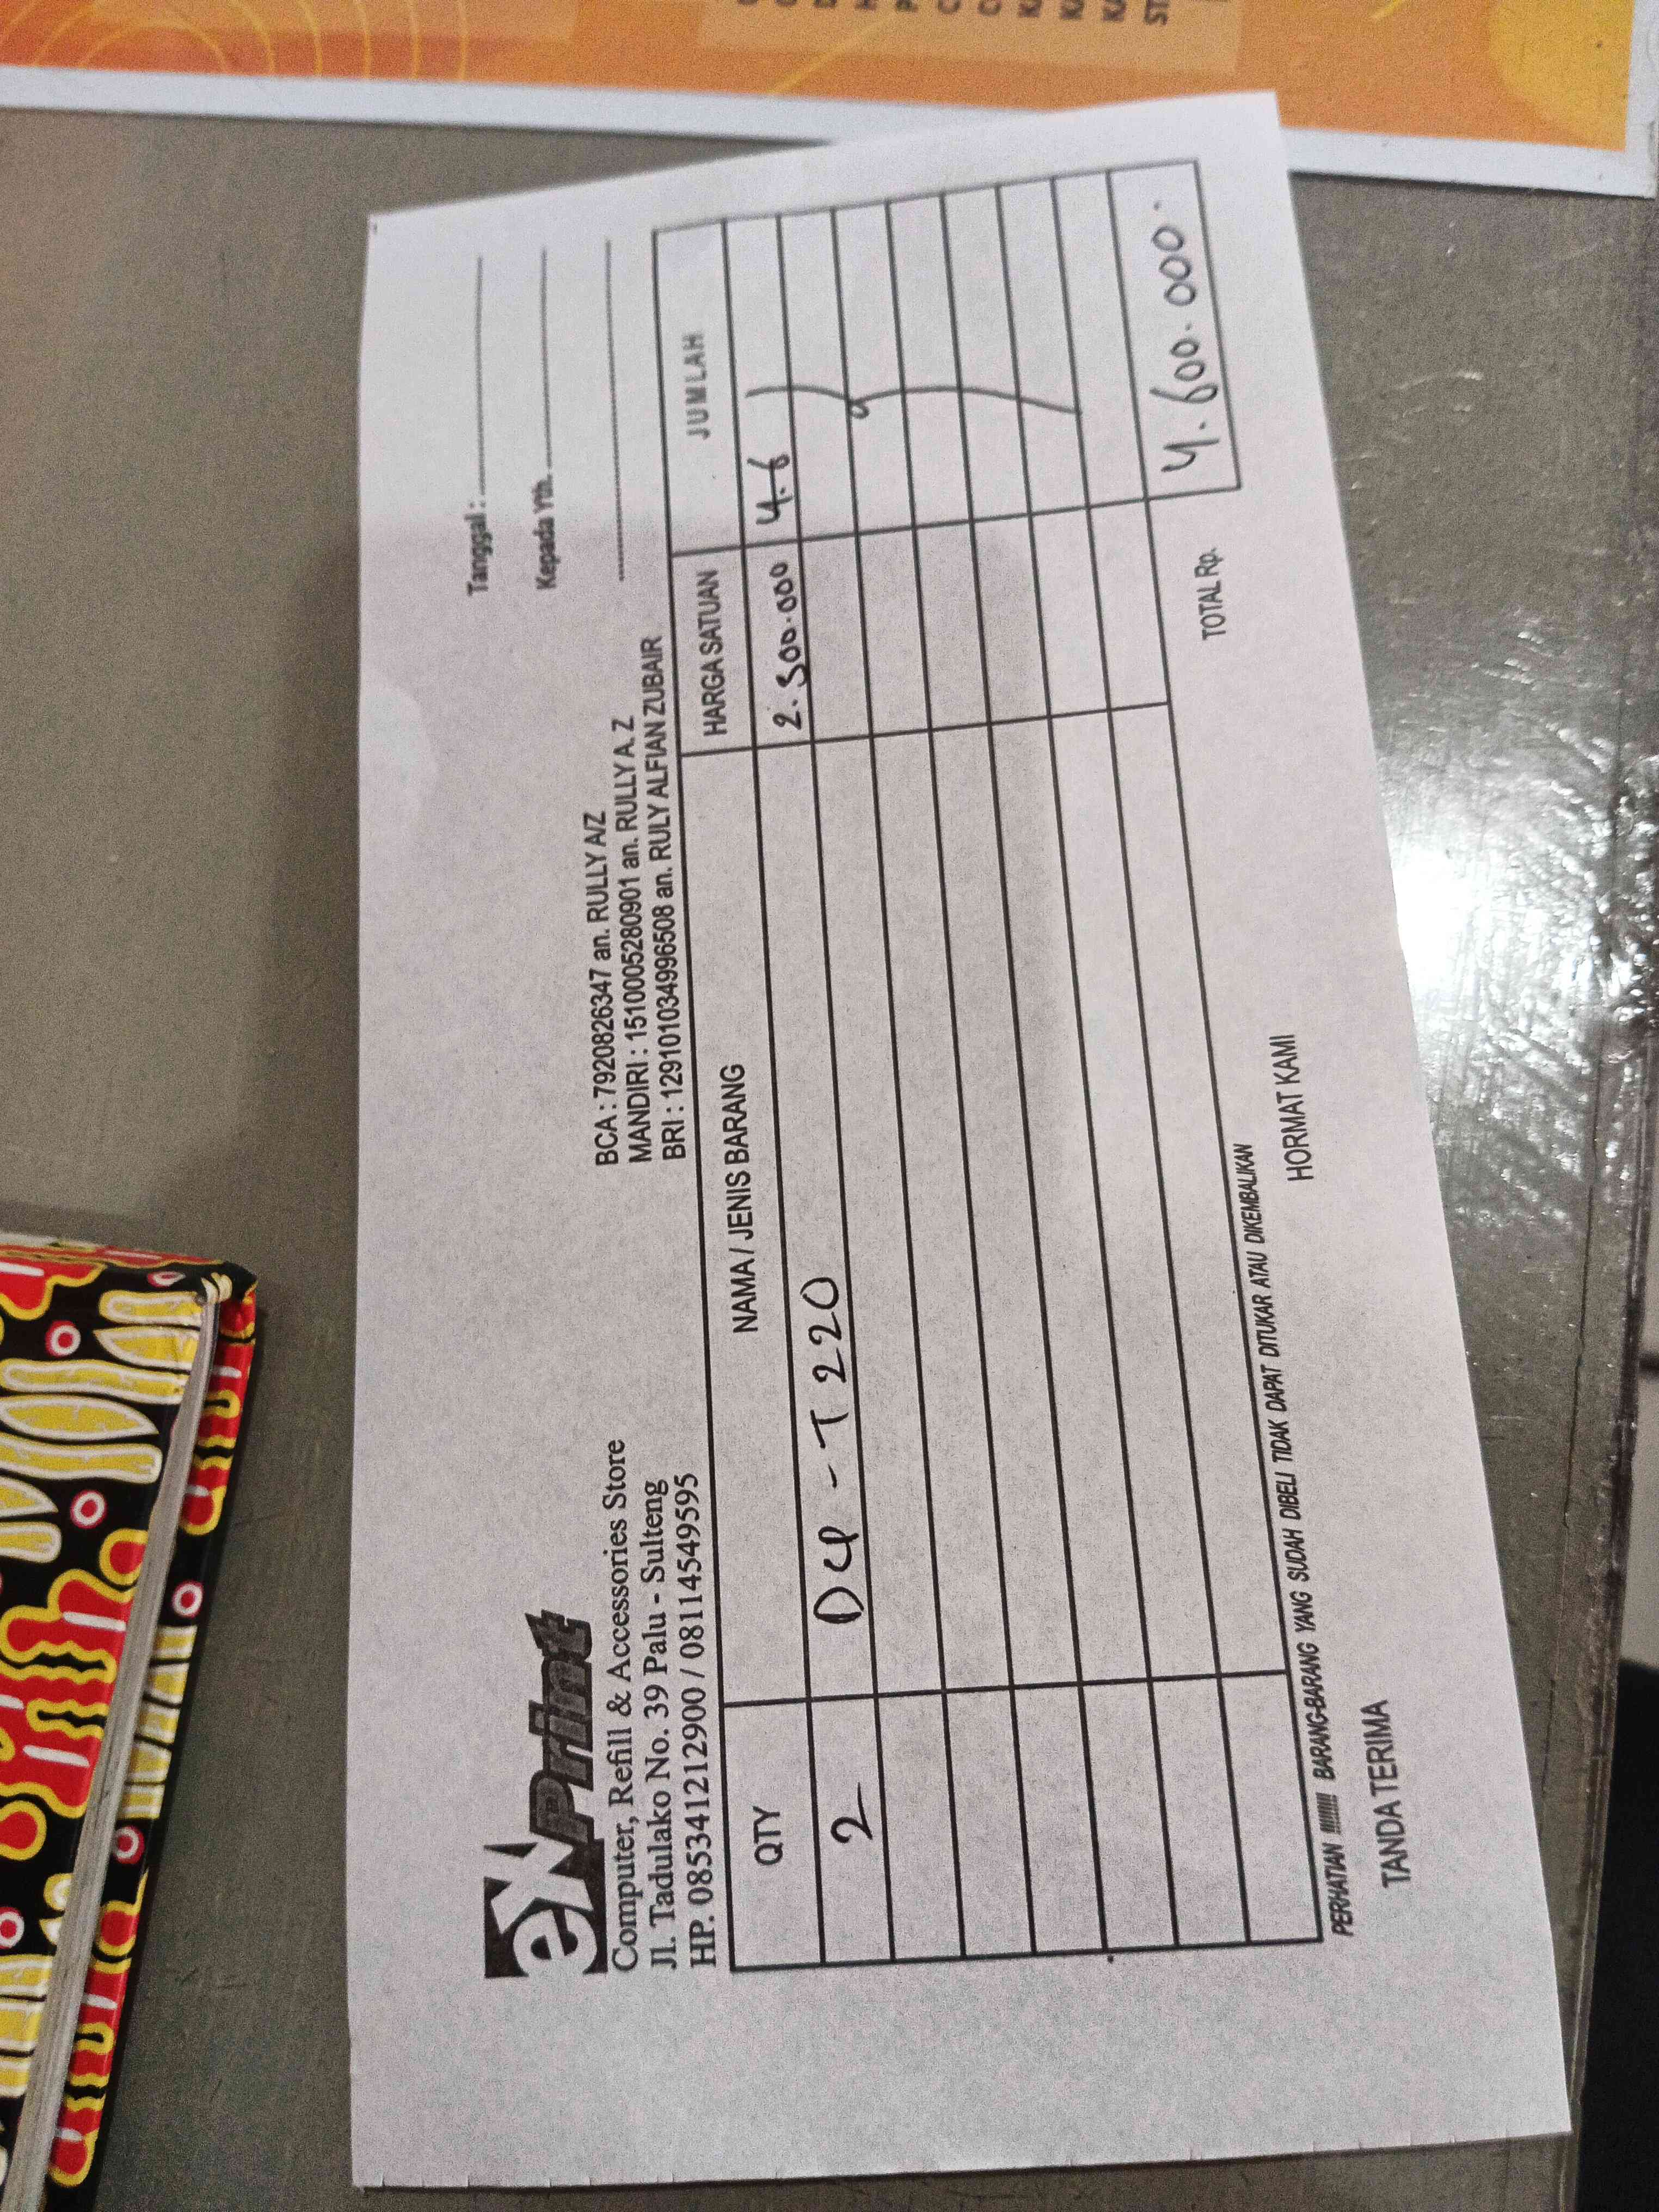 eXPrint
Computer, Refill & Accessories Store
Jl. Tadulako No. 39 Palu - Sulteng
HP. 085341212900 / 08114549595
BCA : 7920826347 an. RULLY A/Z
MANDIRI : 1510005280901 an. RULLY A. Z
BRI : 129101034996508 an. RULY ALFIAN ZUBAIR
Tanggal :
Kepada Yth.
QTY NAMA / JENIS BARANG HARGA SATUAN JUMLAH
2 DCP - T220 2.300.000 4.6
TOTAL Rp. 4.600.000
PERHATIAN !!!!!!!!! BARANG-BARANG YANG SUDAH DIBELI TIDAK DAPAT DITUKAR ATAU DIKEMBALIKAN
TANDA TERIMA HORMAT KAMI